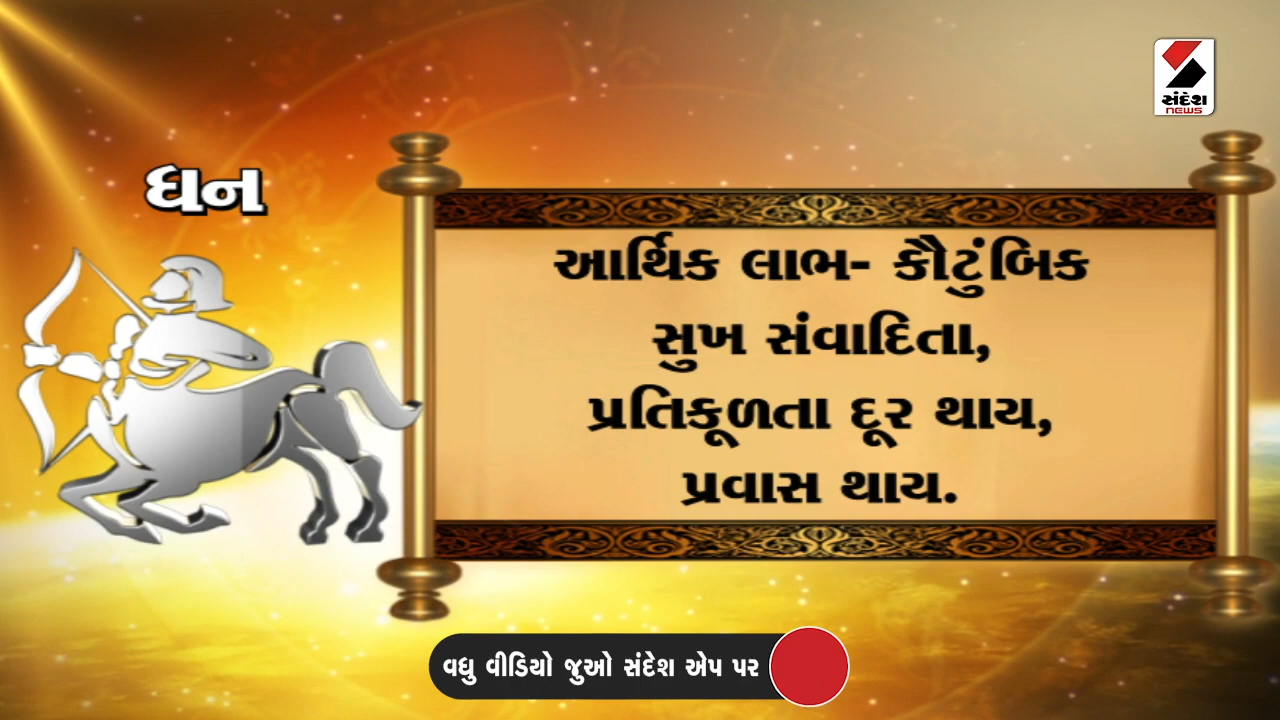 સંદેશ
NEWS
ધન
આર્થિક લાભ- કૌટુંબિક
સુખ સંવાદિતા,
પ્રતિકૂળતા દૂર થાય,
પ્રવાસ થાય.
વધુ વીડિયો જુઓ સંદેશ એપ પર